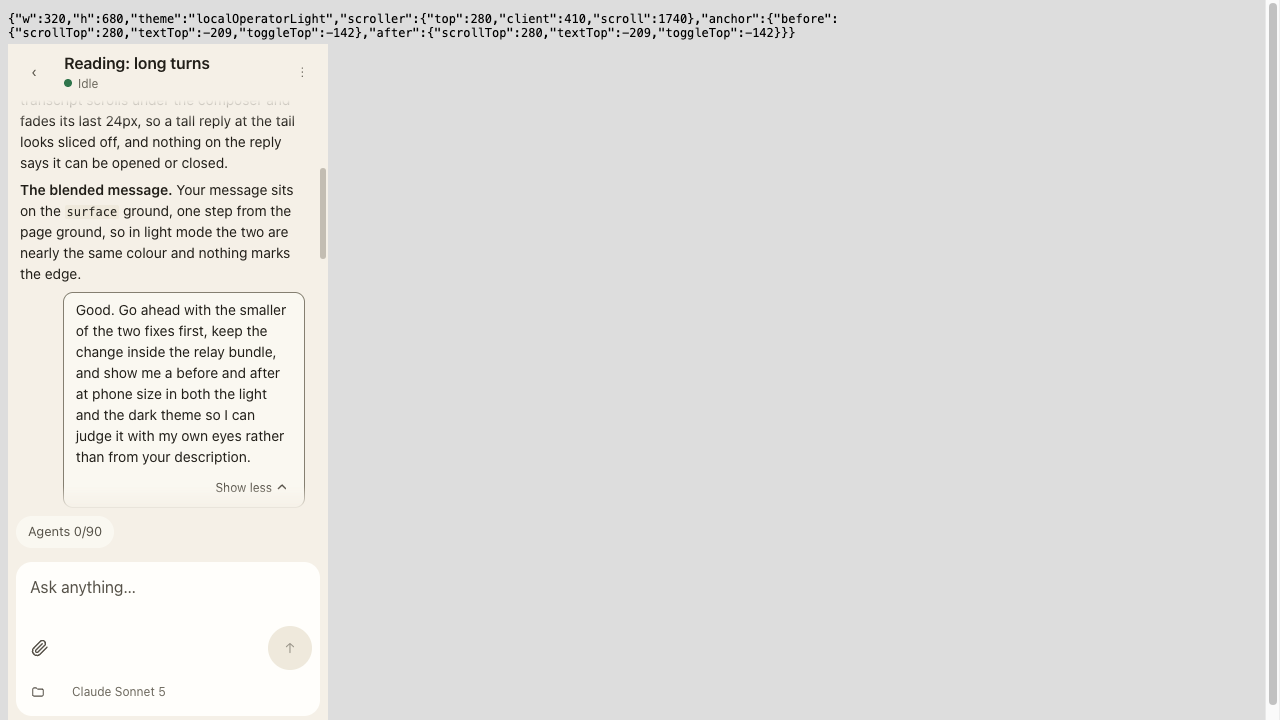 {"w":320,"h":680,"theme":"localOperatorLight","scroller":{"top":280,"client":410,"scroll":1740},"anchor":{"before":
{"scrollTop":280,"textTop":-209,"toggleTop":-142},"after":{"scrollTop":280,"textTop":-209,"toggleTop":-142}}}
Reading: long turns
Idle
transcript scrolls under the composer and
fades its last 24px, so a tall reply at the tail
looks sliced off, and nothing on the reply
says it can be opened or closed.
The blended message. Your message sits
on the surface ground, one step from the
page ground, so in light mode the two are
nearly the same colour and nothing marks
the edge.
Good. Go ahead with the smaller
of the two fixes first, keep the
change inside the relay bundle,
and show me a before and after
at phone size in both the light
and the dark theme so I can
judge it with my own eyes rather
than from your description.
Show less
Agents 0/90
Ask anything...
Claude Sonnet 5